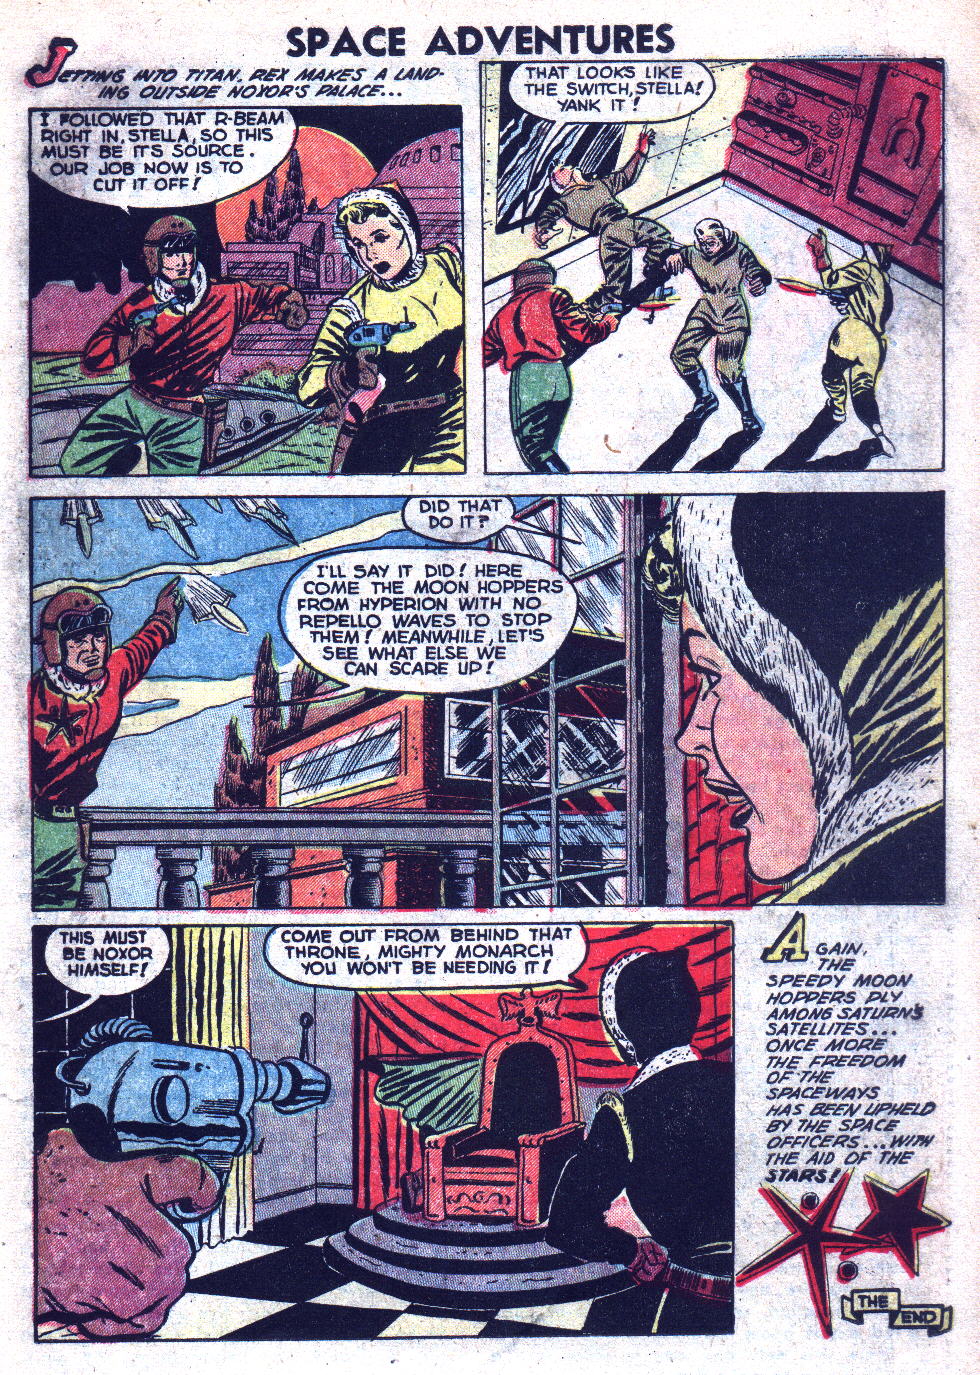 SPACE ADVENTURES
JETTING INTO TITAN, REX MAKES A LAND-
ING OUTSIDE NOXOR'S PALACE...
I FOLLOWED THAT R-BEAM
RIGHT IN, STELLA, SO THIS
MUST BE ITS SOURCE.
OUR JOB NOW IS TO
CUT IT OFF!
THAT LOOKS LIKE
THE SWITCH, STELLA!
YANK IT!
DID THAT
DO IT?
I'LL SAY IT DID! HERE
COME THE MOON HOPPERS
FROM HYPERION WITH NO
REPELLO WAVES TO STOP
THEM! MEANWHILE, LET'S
SEE WHAT ELSE WE
CAN SCARE UP!
THIS MUST
BE NOXOR
HIMSELF!
COME OUT FROM BEHIND THAT
THRONE, MIGHTY MONARCH
YOU WON'T BE NEEDING IT!
AGAIN,
THE
SPEEDY MOON
HOPPERS PLY
AMONG SATURN'S
SATELLITES...
ONCE MORE
THE FREEDOM
OF THE
SPACEWAYS
HAS BEEN UPHELD
BY THE SPACE
OFFICERS...WITH
THE AID OF THE
STARS!
THE
END